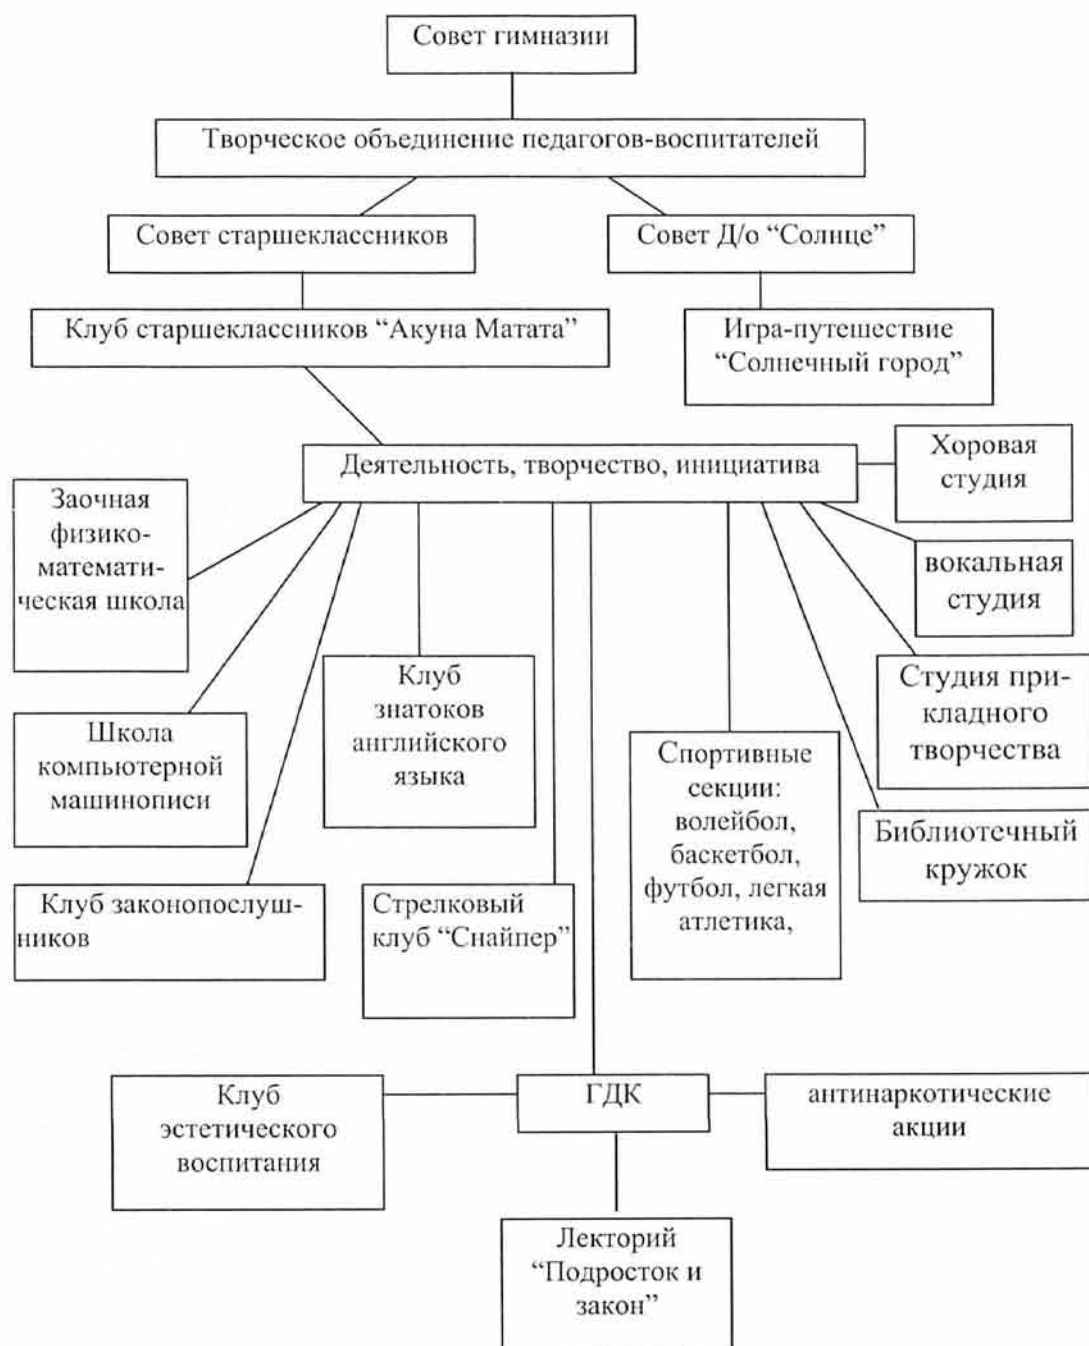 Совет гимназии
Творческое объединение педагогов-воспитателей
Совет старшеклассников
Совет Д/о “Солнце”
Клуб старшеклассников “Акуна Матата”
Игра-путешествие
“Солнечный город”
Деятельность, творчество, инициатива
Хоровая
студия
Заочная
физико-
математи-
ческая школа
вокальная
студия
Клуб
знатоков
английского
языка
Студия при-
кладного
творчества
Школа
компьютерной
машинописи
Спортивные
секции:
волейбол,
баскетбол,
футбол, легкая
атлетика,
Библиотечный
кружок
Клуб законопослуш-
ников
Стрелковый
клуб “Снайпер”
Клуб
эстетического
воспитания
ГДК
антинаркотические
акции
Лекторий
“Подросток и
закон”